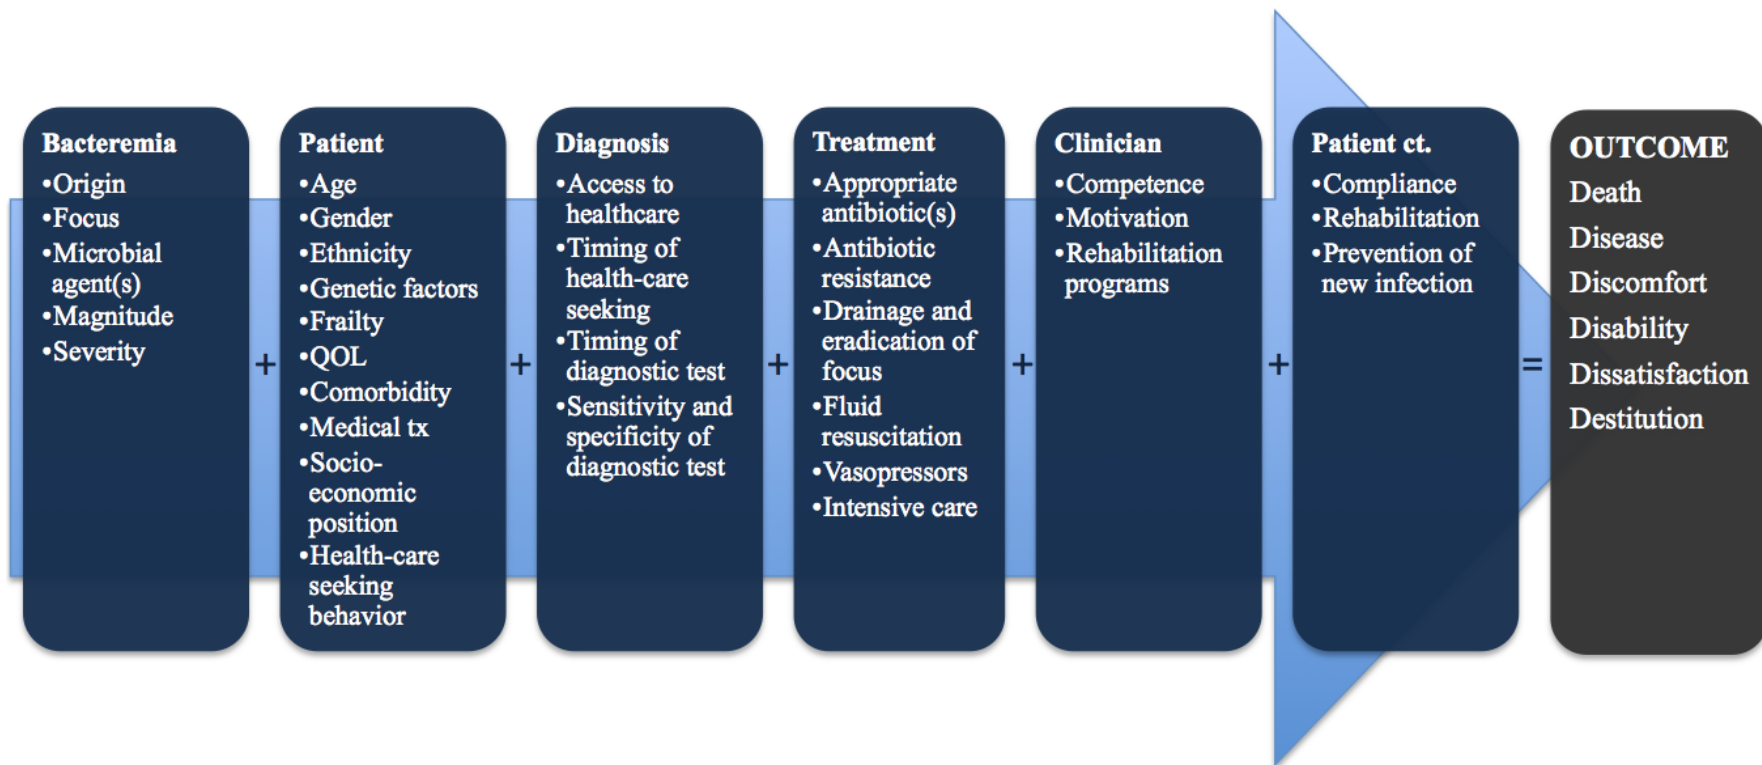 Bacteremia
•Origin
•Focus
•Microbial
agent(s)
•Magnitude
•Severity
+
Patient
•Age
•Gender
•Ethnicity
•Genetic factors
•Frailty
•QOL
•Comorbidity
•Medical tx
•Socio-
economic
position
•Health-care
seeking
behavior
+
Diagnosis
•Access to
healthcare
•Timing of
health-care
seeking
•Timing of
diagnostic test
•Sensitivity and
specificity of
diagnostic test
+
Treatment
•Appropriate
antibiotic(s)
•Antibiotic
resistance
•Drainage and
eradication of
focus
•Fluid
resuscitation
•Vasopressors
•Intensive care
+
Clinician
•Competence
•Motivation
•Rehabilitation
programs
+
Patient ct.
•Compliance
•Rehabilitation
•Prevention of
new infection
=
OUTCOME
Death
Disease
Discomfort
Disability
Dissatisfaction
Destitution